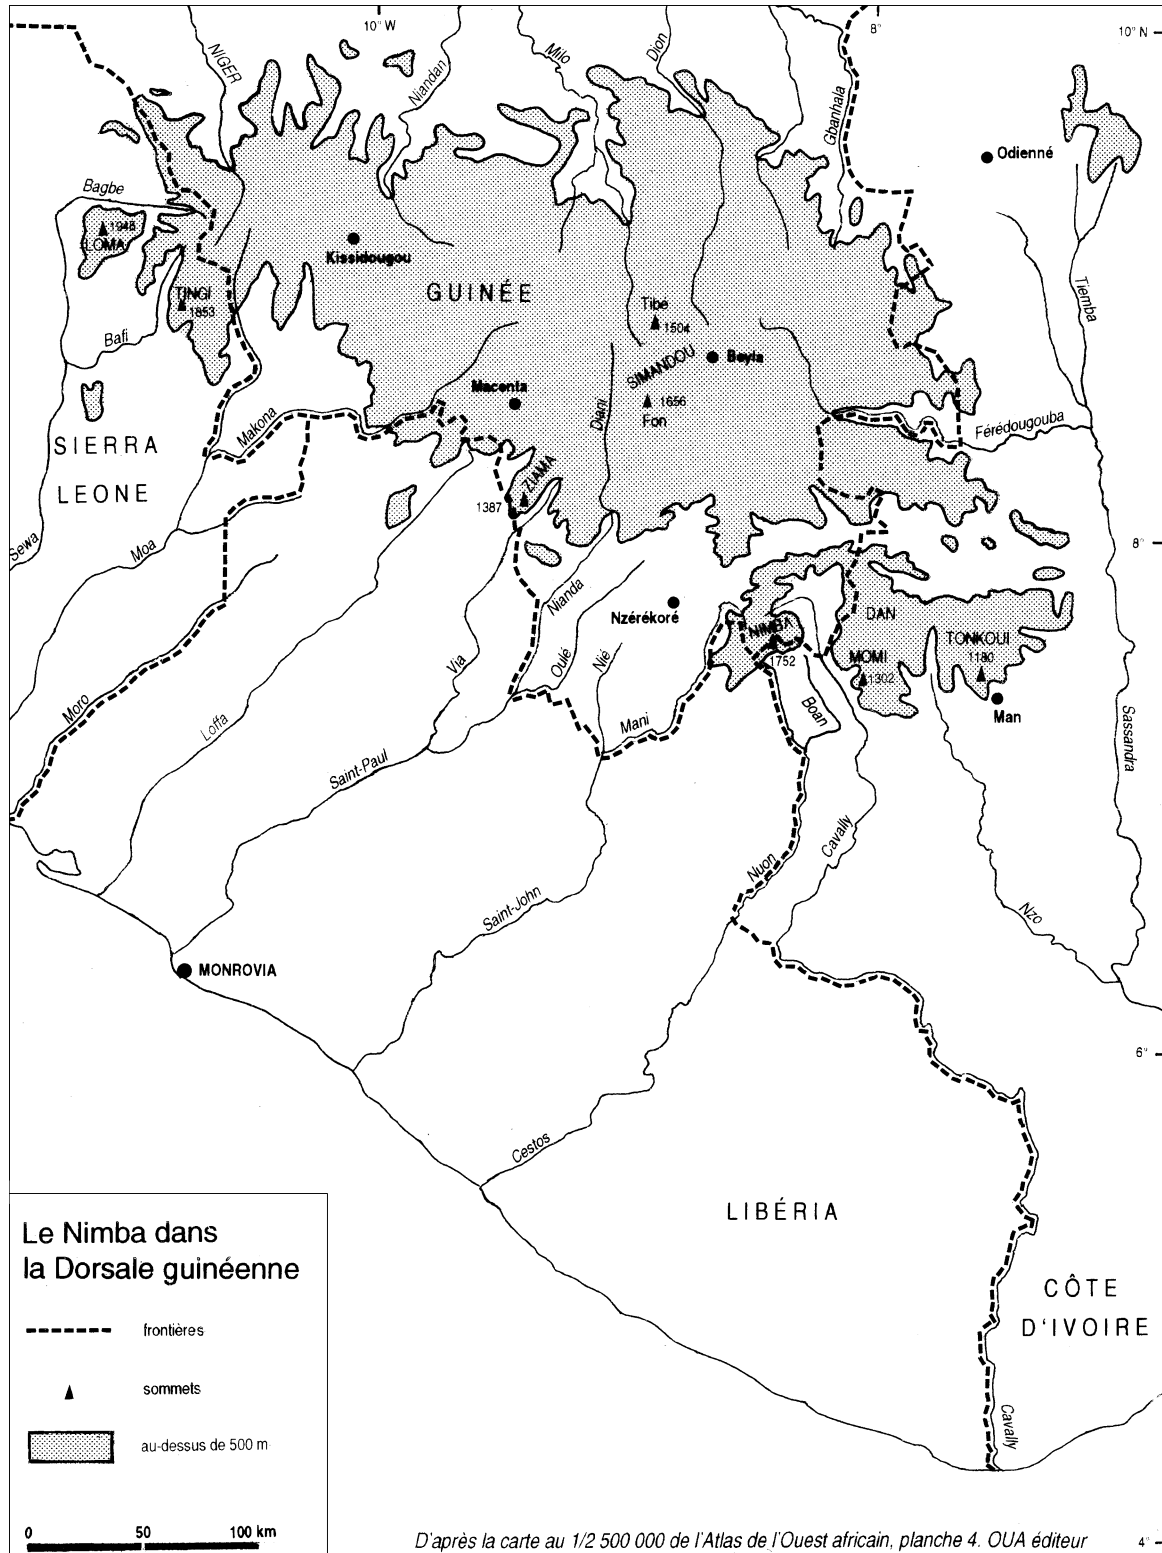 10° W
8°
10° N
NIGER
Niandan
Milo
Dion
Gbanhala
Odienné
Bagbe
1948
LOMA
Kissidougou
GUINÉE
TINGI
1853
Bafi
Tibé
1504
Tiemba
SIMANDOU
Beyla
Macenta
Diani
1656
Fon
Makona
Férédougouba
SIERRA
LEONE
ZIAMA
1387
Sewa
Moa
8°
Nianda
Nzérékoré
NIMBA
1752
DAN
TONKOUI
1180
MOMI
1302
Man
Via
Oulé
Nié
Moro
Loffa
Mani
Boan
Sassandra
Saint-Paul
Cavally
Nuon
Saint-John
Nzo
MONROVIA
6°
Cestos
LIBÉRIA
CÔTE
D'IVOIRE
Cavally
Le Nimba dans
la Dorsale guinéenne
frontières
sommets
au-dessus de 500 m
0 50 100 km
D'après la carte au 1/2 500 000 de l'Atlas de l'Ouest africain, planche 4. OUA éditeur
4°